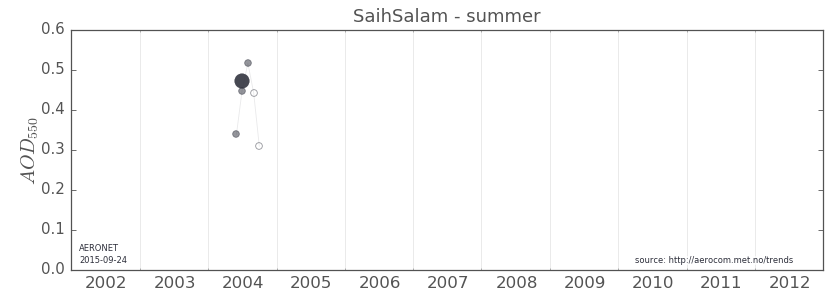 SaihSalam - summer
0.6
0.5
0.4
0.3
0.2
0.1
0.0
AOD550
AERONET
2015-09-24
source: http://aerocom.met.no/trends
2002 2003 2004 2005 2006 2007 2008 2009 2010 2011 2012